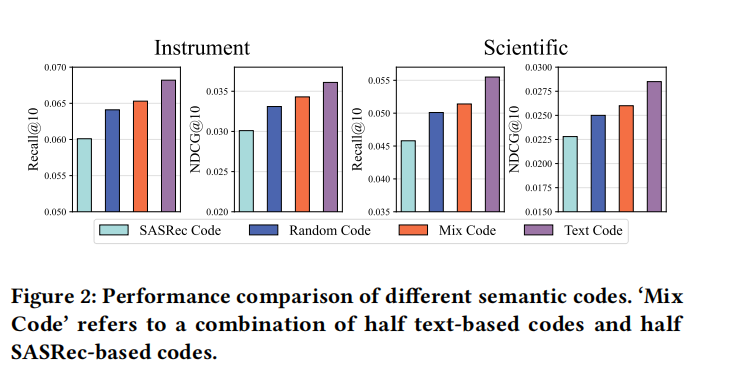 Instrument
Scientific
Recall@10
0.070
0.065
0.060
0.055
0.050
NDCG@10
0.035
0.030
0.025
0.020
Recall@10
0.055
0.050
0.045
0.040
0.035
NDCG@10
0.0300
0.0275
0.0250
0.0225
0.0200
0.0175
0.0150
SASRec Code
Random Code
Mix Code
Text Code
Figure 2: Performance comparison of different semantic codes. ‘Mix
Code’ refers to a combination of half text-based codes and half
SASRec-based codes.